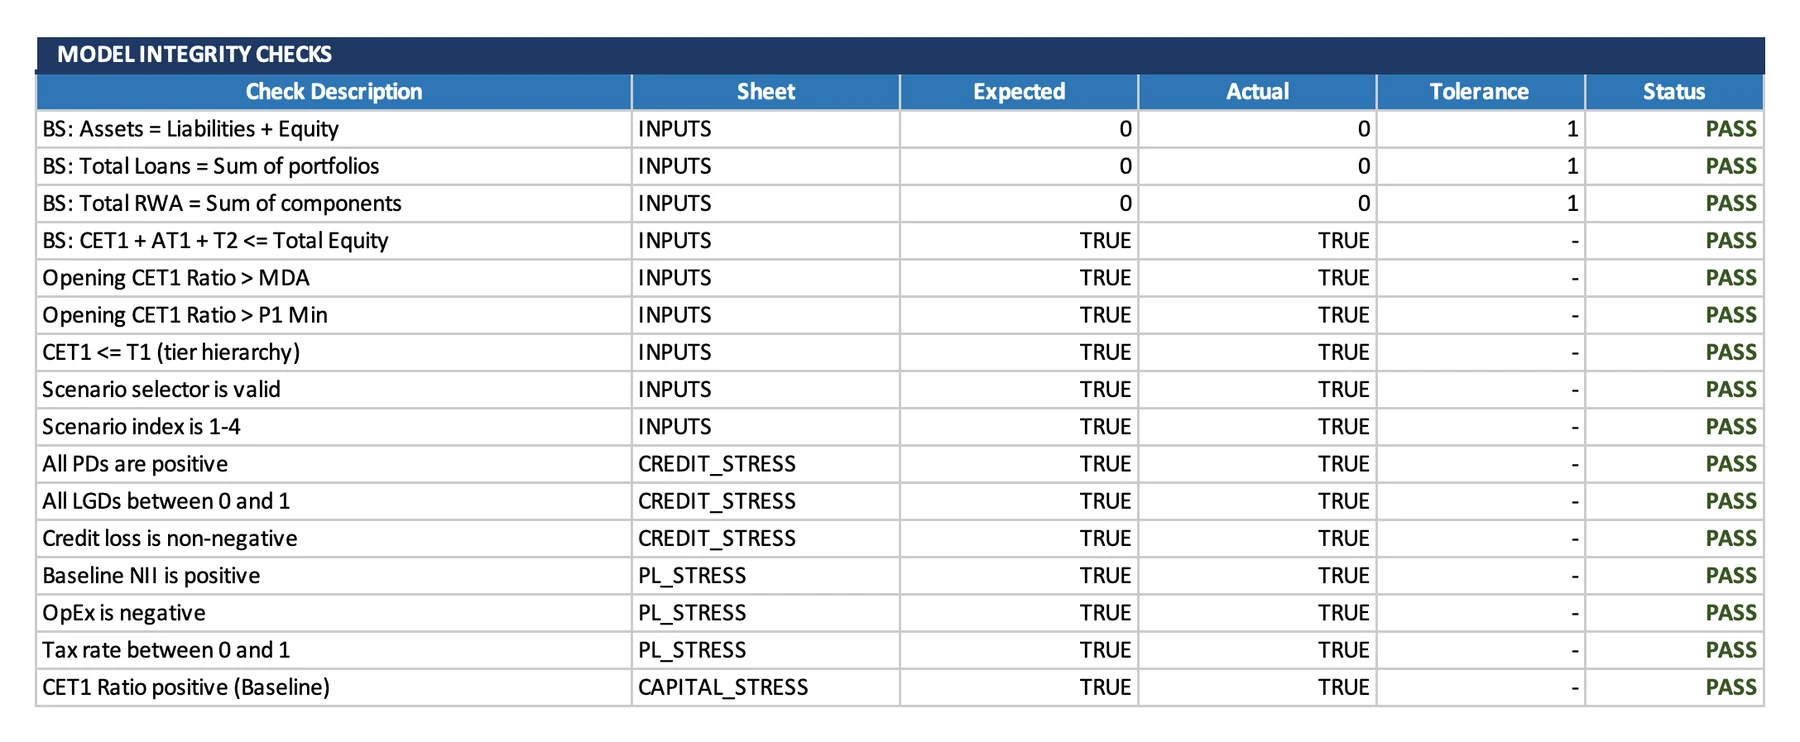 MODEL INTEGRITY CHECKS
Check Description Sheet Expected Actual Tolerance Status
BS: Assets = Liabilities + Equity INPUTS 0 0 1 PASS
BS: Total Loans = Sum of portfolios INPUTS 0 0 1 PASS
BS: Total RWA = Sum of components INPUTS 0 0 1 PASS
BS: CET1 + AT1 + T2 <= Total Equity INPUTS TRUE TRUE - PASS
Opening CET1 Ratio > MDA INPUTS TRUE TRUE - PASS
Opening CET1 Ratio > P1 Min INPUTS TRUE TRUE - PASS
CET1 <= T1 (tier hierarchy) INPUTS TRUE TRUE - PASS
Scenario selector is valid INPUTS TRUE TRUE - PASS
Scenario index is 1-4 INPUTS TRUE TRUE - PASS
All PDs are positive CREDIT_STRESS TRUE TRUE - PASS
All LGDs between 0 and 1 CREDIT_STRESS TRUE TRUE - PASS
Credit loss is non-negative CREDIT_STRESS TRUE TRUE - PASS
Baseline NII is positive PL_STRESS TRUE TRUE - PASS
OpEx is negative PL_STRESS TRUE TRUE - PASS
Tax rate between 0 and 1 PL_STRESS TRUE TRUE - PASS
CET1 Ratio positive (Baseline) CAPITAL_STRESS TRUE TRUE - PASS